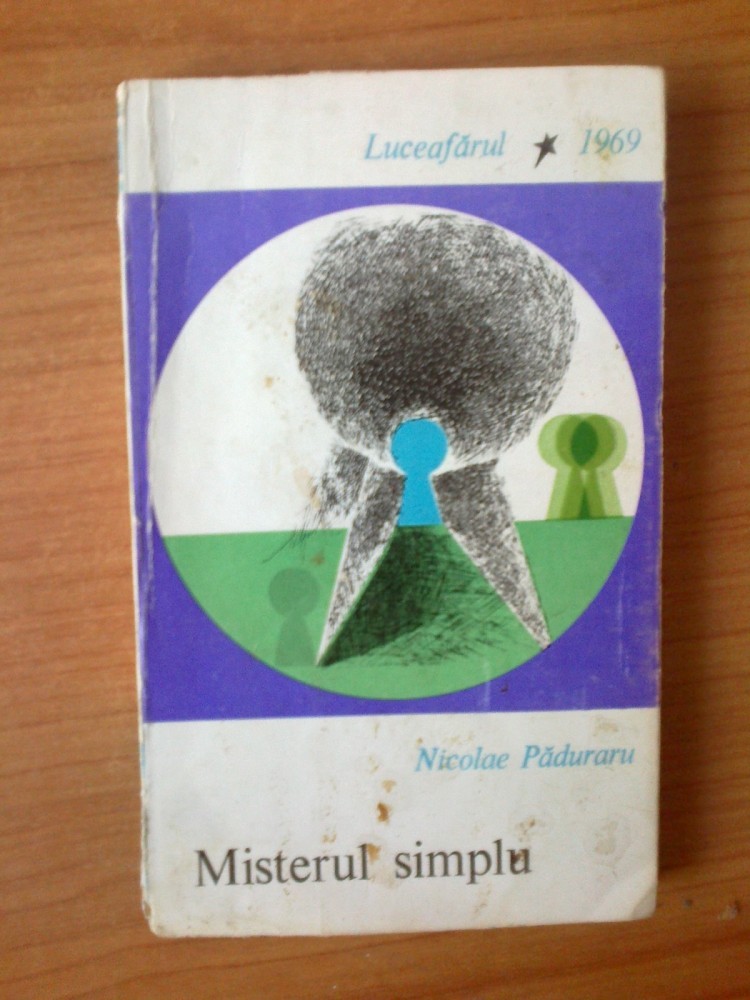 Luceafărul ★ 1969
Nicolae Păduraru
Misterul simplu